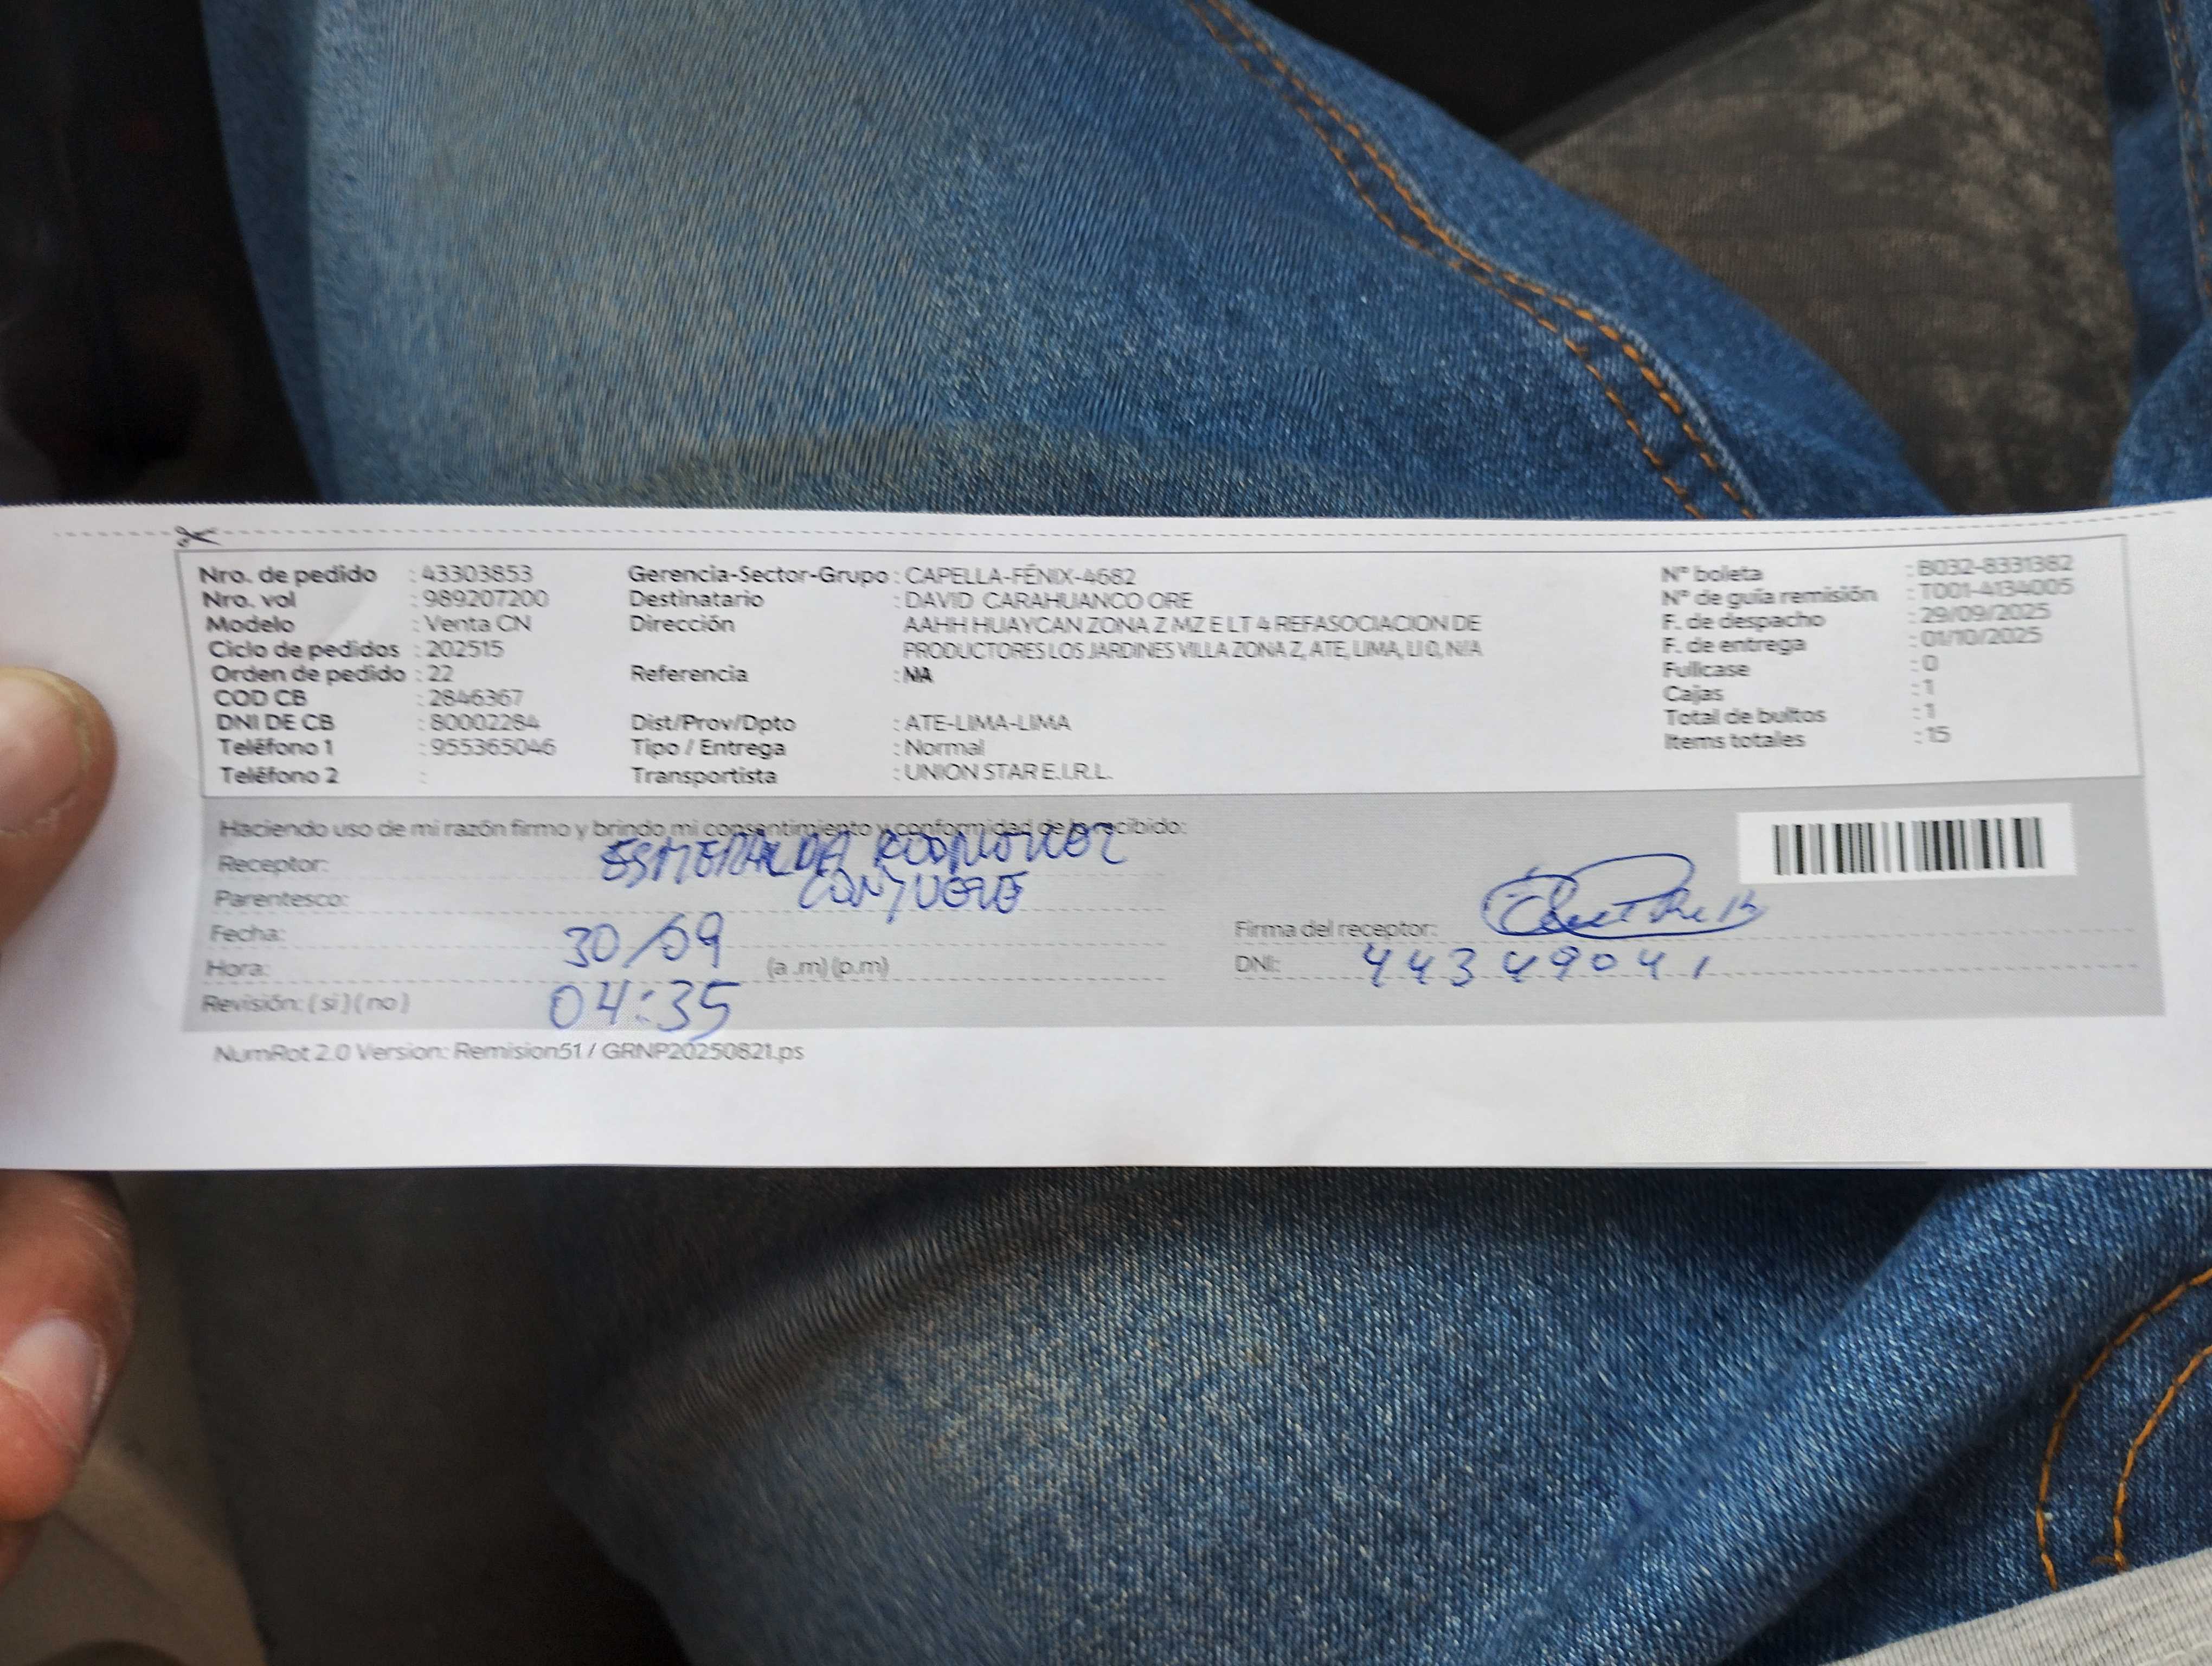 Nro. de pedido : 43303853 Gerencia-Sector-Grupo : CAPELLA-FÉNIX-4682 N° boleta : B032-8331382
Nro. vol : 989207200 Destinatario : DAVID CARAHUANCO ORE N° de guía remisión : T001-4134005
Modelo : Venta CN Dirección AAHH HUAYCAN ZONA Z MZ E LT 4 REFASOCIACION DE F. de despacho : 29/09/2025
Ciclo de pedidos : 202515 PRODUCTORES LOS JARDINES VILLA ZONA Z, ATE, LIMA, LI 0, N/A F. de entrega : 01/10/2025
Orden de pedido : 22 Referencia : NA Fullcase : 0
COD CB : 2846367 Cajas : 1
DNI DE CB : 80002284 Dist/Prov/Dpto : ATE-LIMA-LIMA Total de bultos : 1
Teléfono 1 : 955365046 Tipo / Entrega : Normal Items totales : 15
Teléfono 2 : Transportista : UNION STAR E.I.R.L.
Haciendo uso de mi razón firmo y brindo mi consentimiento y conformidad de lo recibido:
Receptor: ESMERALDA RODRIGUEZ
Parentesco: CONYUGUE
Fecha: 30/09 Firma del receptor:
Hora: 04:35 (a .m) (p.m) DNI: 44349041
Revisión: ( si ) ( no )
NumRot 2.0 Version: Remision51 / GRNP20250821.ps